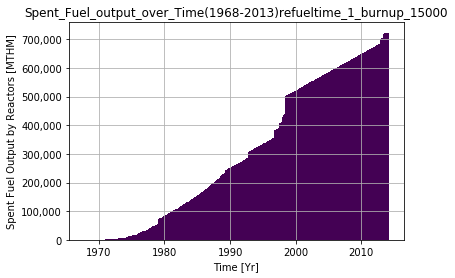 Spent_Fuel_output_over_Time(1968-2013)refueltime_1_burnup_15000
Spent Fuel Output by Reactors [MTHM]
700,000
600,000
500,000
400,000
300,000
200,000
100,000
0
1970 1980 1990 2000 2010
Time [Yr]